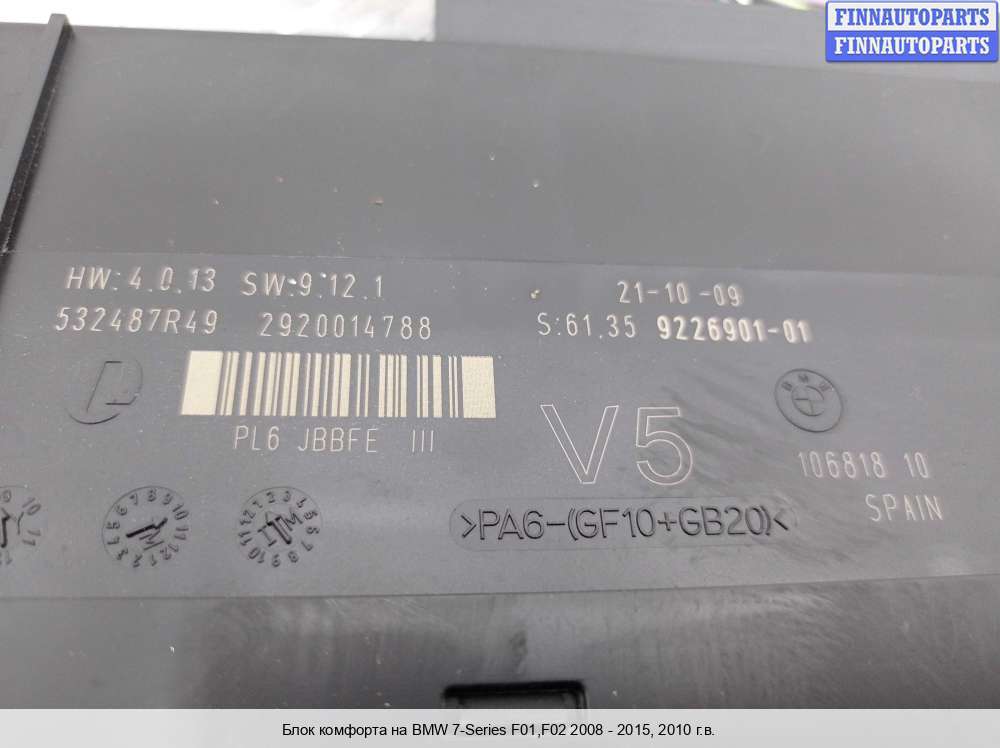 FINNAUTOPARTS
FINNAUTOPARTS
HW:4.0.13 SW:9.12.1
21-10-09
532487R49 2920014788
S:61.35 9226901-01
BMW
PL6 JBBFE III
V5
106818 10
SPAIN
>PA6-(GF10+GB20)<
Блок комфорта на BMW 7-Series F01,F02 2008 - 2015, 2010 г.в.